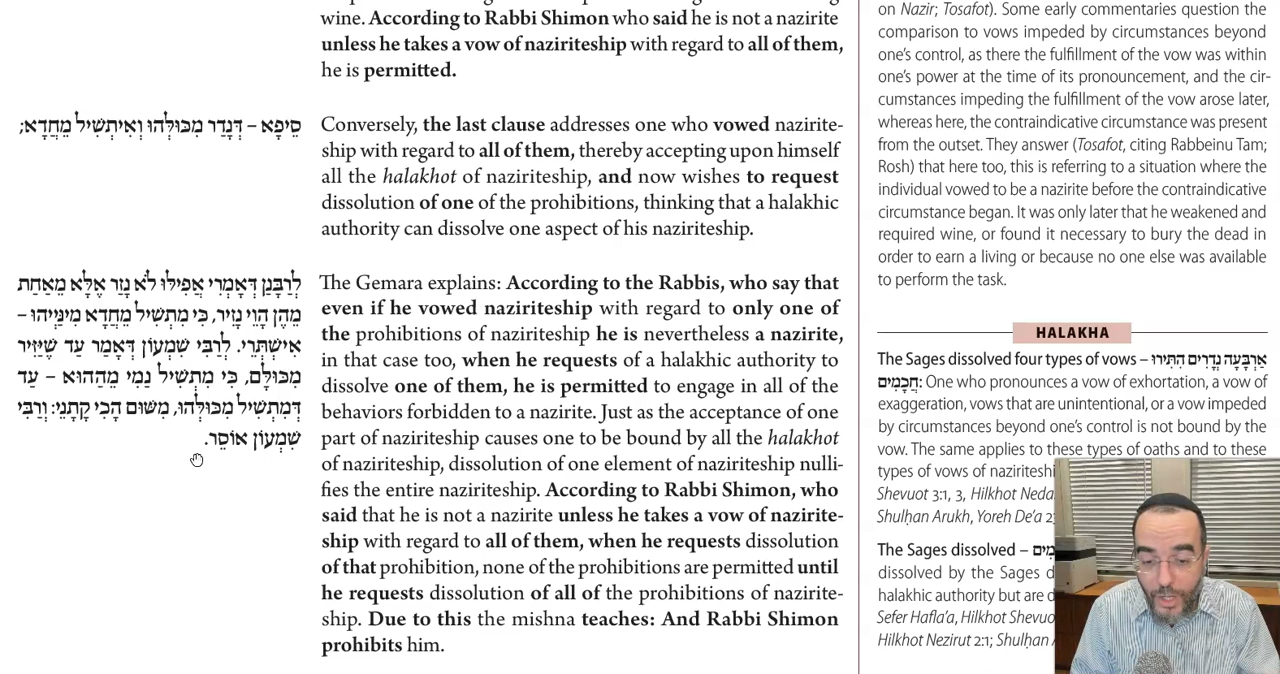 wine. According to Rabbi Shimon who said he is not a nazirite
unless he takes a vow of naziriteship with regard to all of them,
he is permitted.
סֵיפָא – דְּנָדַר מִכּוּלְּהוּ וְאִיתְּשִׁיל מֵחֲדָא;
Conversely, the last clause addresses one who vowed nazirite-
ship with regard to all of them, thereby accepting upon himself
all the halakhot of naziriteship, and now wishes to request
dissolution of one of the prohibitions, thinking that a halakhic
authority can dissolve one aspect of his naziriteship.
לְרַבָּנַן דְּאָמְרִי אֲפִילּוּ לֹא נָזַר אֶלָּא מֵאַחַת
מֵהֶן הָוֵי נָזִיר, כִּי מִתְּשִׁיל מֵחֲדָא מִינַּיְיהוּ –
אִישְׁתְּרִי. לְרַבִּי שִׁמְעוֹן דְּאָמַר עַד שֶׁיַּזִּיר
מִכּוּלָּם, כִּי מִתְּשִׁיל נַמִי מֵהַהוּא – עַד
דְּמִתְּשִׁיל מִכּוּלְּהוּ, מִשּׁוּם הָכִי קָתָנֵי: וְרַבִּי
שִׁמְעוֹן אוֹסֵר.
The Gemara explains: According to the Rabbis, who say that
even if he vowed naziriteship with regard to only one of
the prohibitions of naziriteship he is nevertheless a nazirite,
in that case too, when he requests of a halakhic authority to
dissolve one of them, he is permitted to engage in all of the
behaviors forbidden to a nazirite. Just as the acceptance of one
part of naziriteship causes one to be bound by all the halakhot
of naziriteship, dissolution of one element of naziriteship nulli-
fies the entire naziriteship. According to Rabbi Shimon, who
said that he is not a nazirite unless he takes a vow of nazirite-
ship with regard to all of them, when he requests dissolution
of that prohibition, none of the prohibitions are permitted until
he requests dissolution of all of the prohibitions of nazirite-
ship. Due to this the mishna teaches: And Rabbi Shimon
prohibits him.
on Nazir; Tosafot). Some early commentaries question the
comparison to vows impeded by circumstances beyond
one's control, as there the fulfillment of the vow was within
one's power at the time of its pronouncement, and the cir-
cumstances impeding the fulfillment of the vow arose later,
whereas here, the contraindicative circumstance was present
from the outset. They answer (Tosafot, citing Rabbeinu Tam;
Rosh) that here too, this is referring to a situation where the
individual vowed to be a nazirite before the contraindicative
circumstance began. It was only later that he weakened and
required wine, or found it necessary to bury the dead in
order to earn a living or because no one else was available
to perform the task.
HALAKHA
The Sages dissolved four types of vows – אַרְבָּעָה נְדָרִים הִתִּירוּ
חֲכָמִים: One who pronounces a vow of exhortation, a vow of
exaggeration, vows that are unintentional, or a vow impeded
by circumstances beyond one's control is not bound by the
vow. The same applies to these types of oaths and to these
types of vows of
Shevuot 3:1, 3, Hilkhot
Shulḥan Arukh, Yoreh De'a
The Sages dissolved –
dissolved by the Sages
halakhic authority but are
Sefer Hafla'a, Hilkhot
Hilkhot Nezirut 2:1; Shulḥan